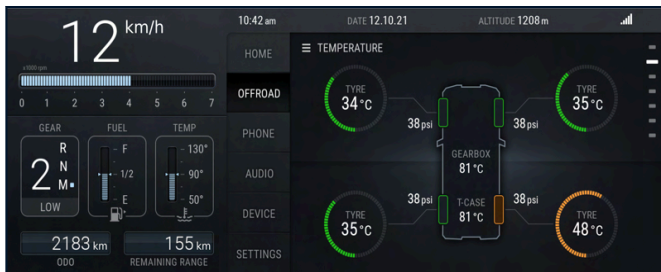 12 km/h
x1000 rpm
0 1 2 3 4 5 6 7
GEAR FUEL TEMP
2 R N M
LOW
F
1/2
E
130°
90°
50°
2183 km
ODO
155 km
REMAINING RANGE
10:42 am
DATE 12.10.21
ALTITUDE 1208 m
HOME
OFFROAD
PHONE
AUDIO
DEVICE
SETTINGS
TEMPERATURE
TYRE
34 °C
38 psi
38 psi
TYRE
35 °C
GEARBOX
81 °C
T-CASE
81 °C
TYRE
35 °C
38 psi
38 psi
TYRE
48 °C